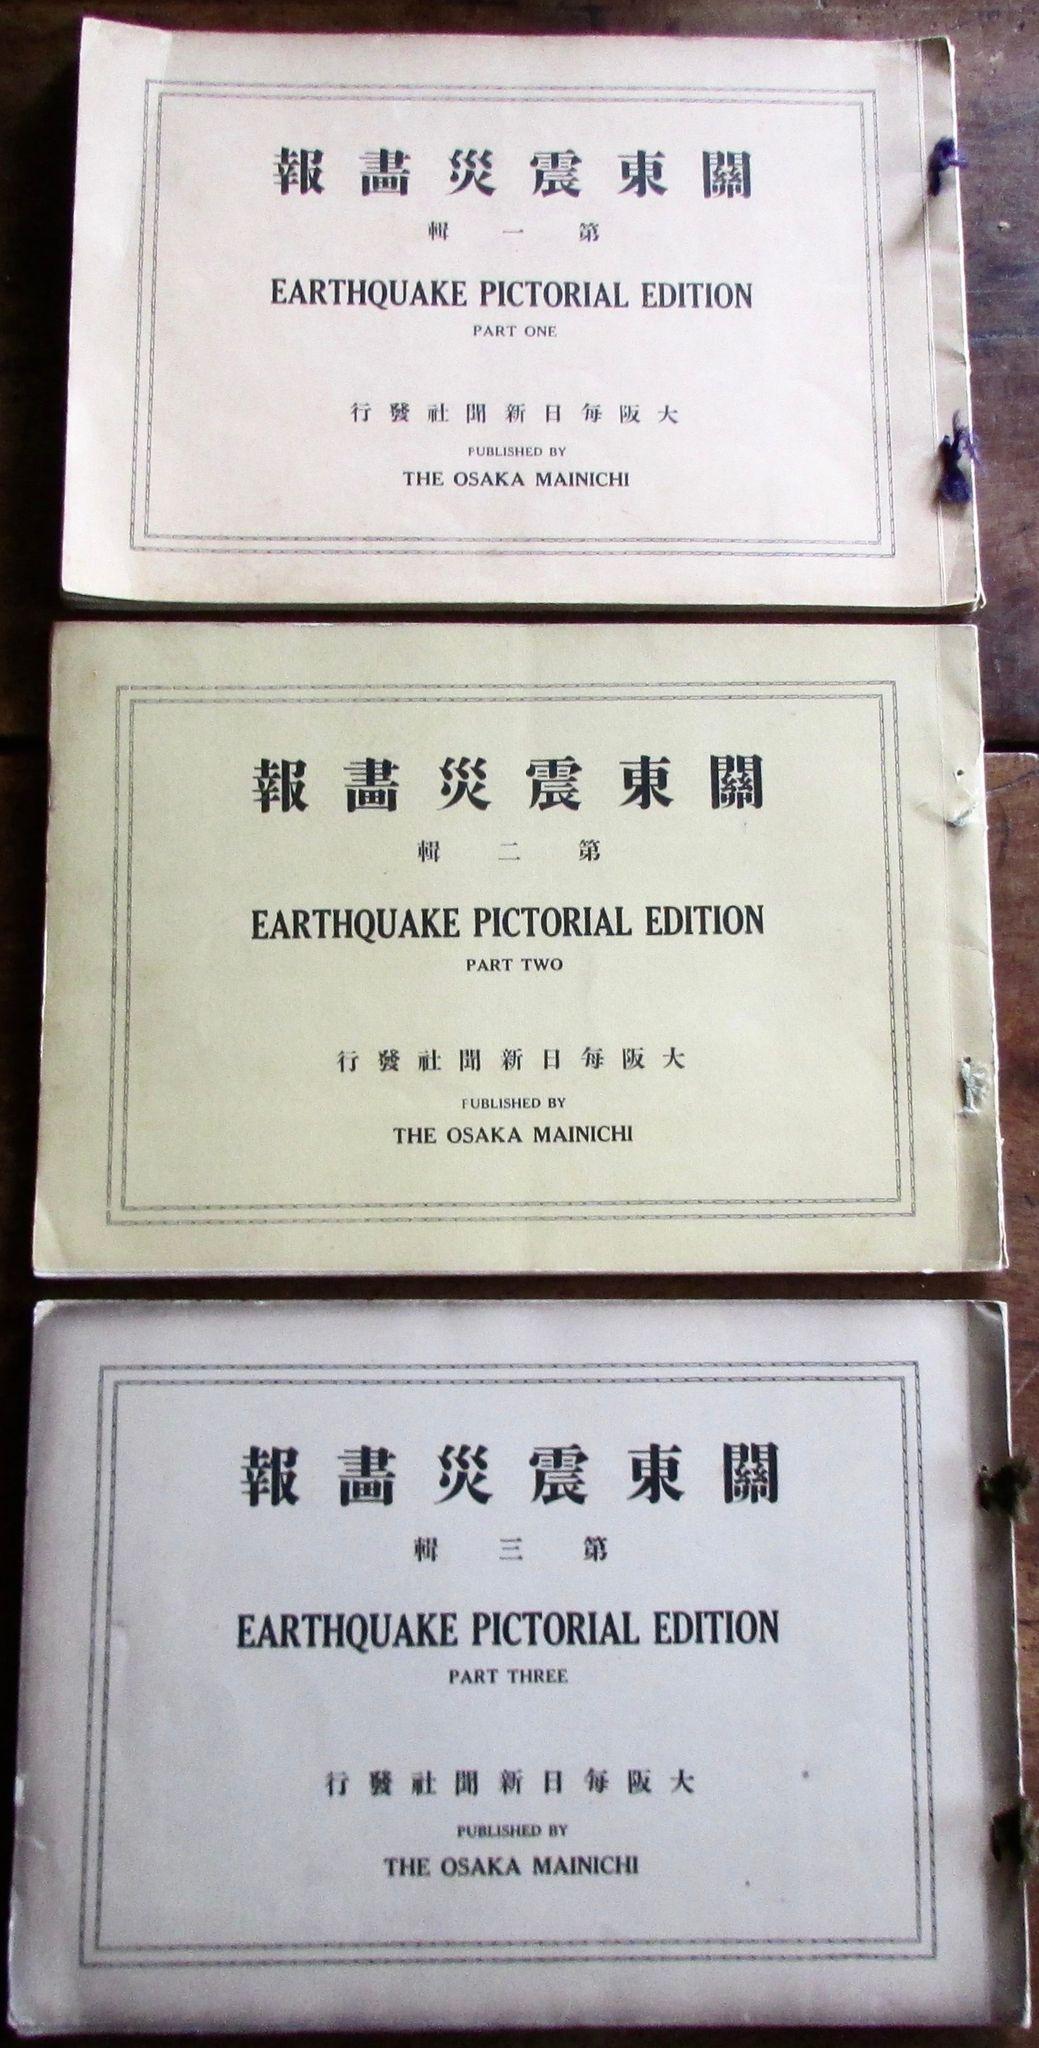 關東震災畫報
第一輯
EARTHQUAKE PICTORIAL EDITION
PART ONE
大阪每日新聞社發行
PUBLISHED BY
THE OSAKA MAINICHI
關東震災畫報
第二輯
EARTHQUAKE PICTORIAL EDITION
PART TWO
大阪每日新聞社發行
PUBLISHED BY
THE OSAKA MAINICHI
關東震災畫報
第三輯
EARTHQUAKE PICTORIAL EDITION
PART THREE
大阪每日新聞社發行
PUBLISHED BY
THE OSAKA MAINICHI